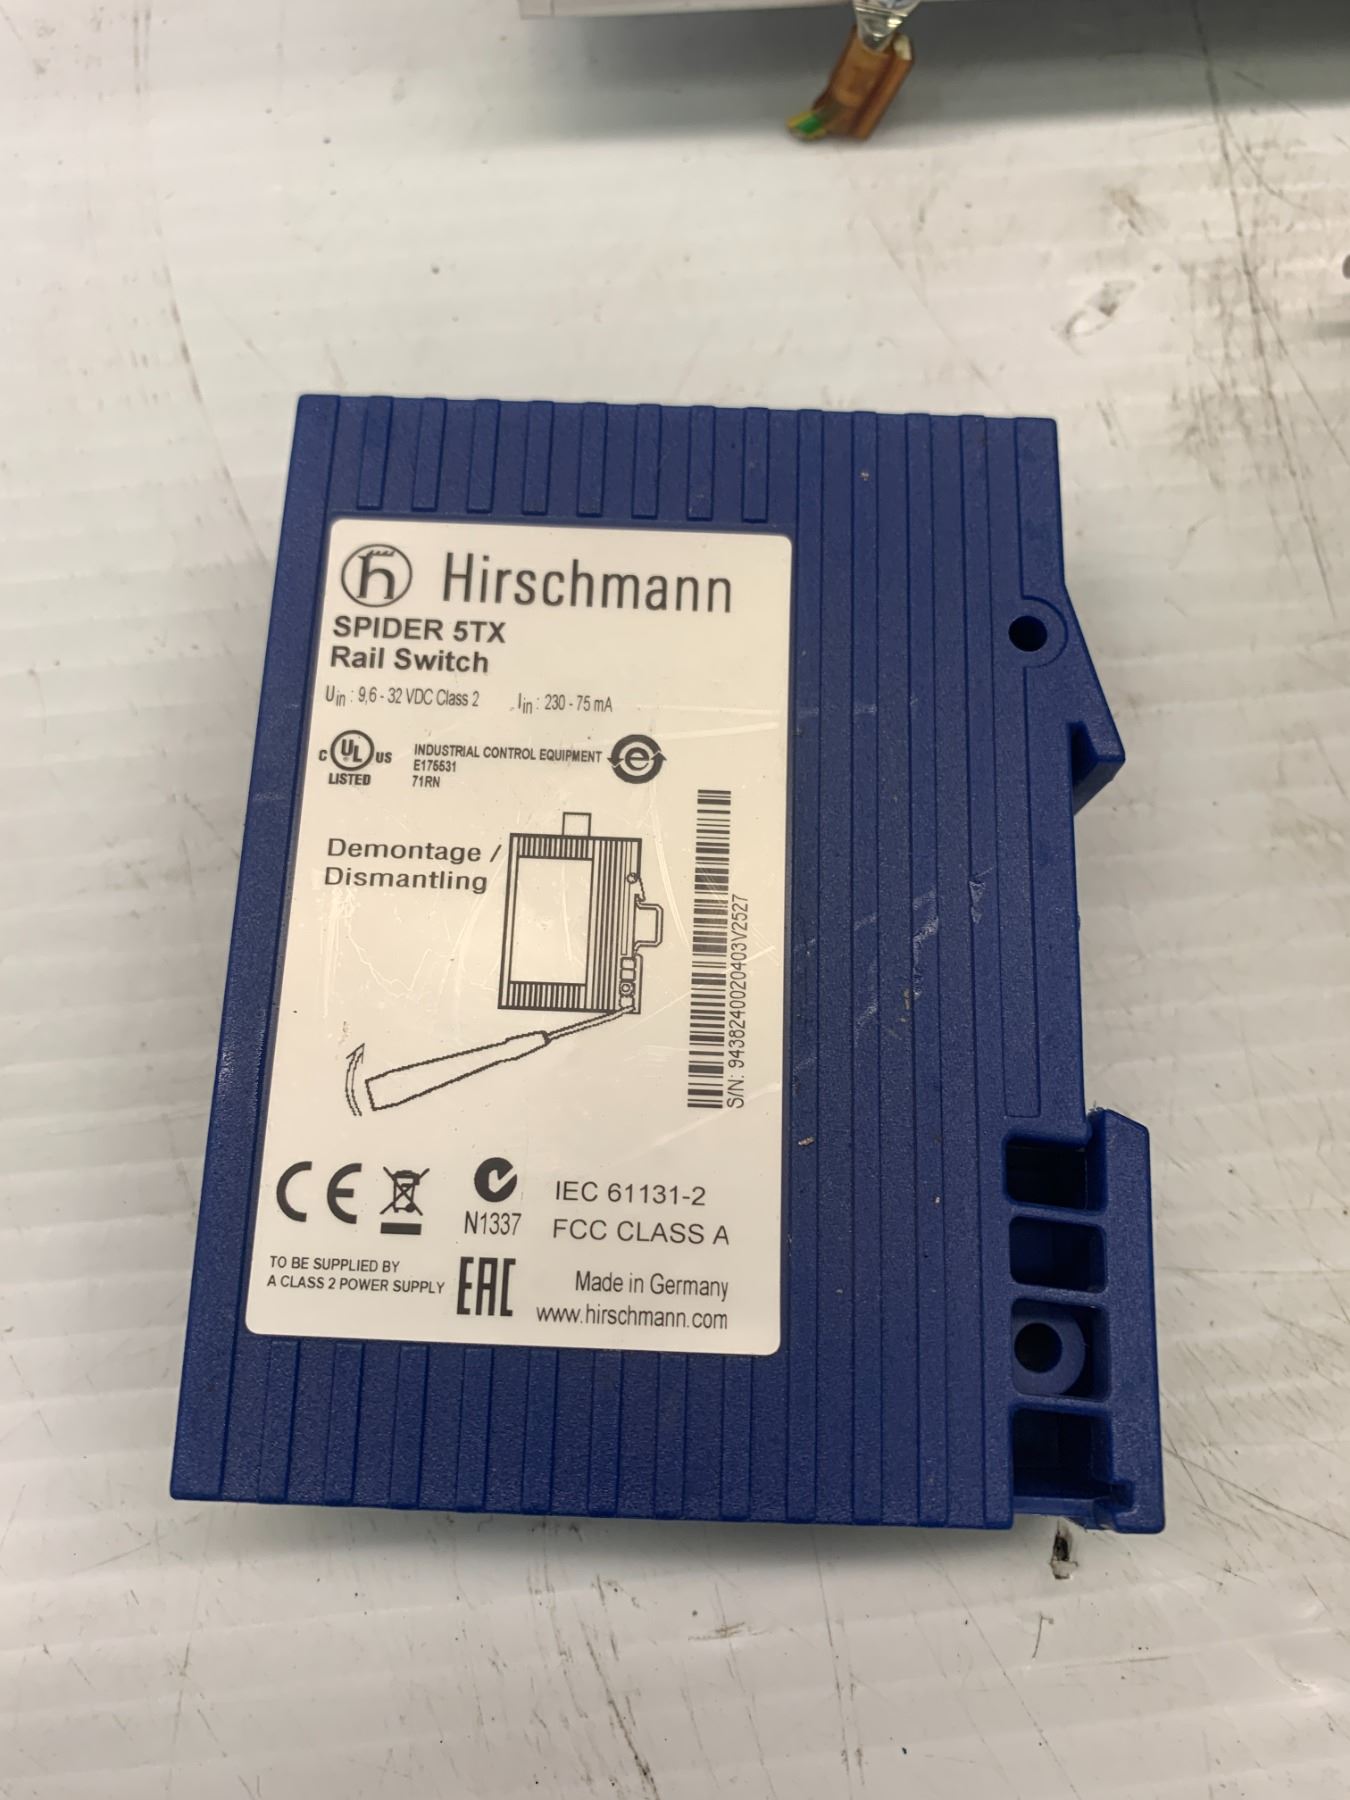 h Hirschmann
SPIDER 5TX
Rail Switch
Uin : 9,6 - 32 VDC Class 2 Iin : 230 - 75 mA
C UL US
LISTED
INDUSTRIAL CONTROL EQUIPMENT
E175531
71RN
e
Demontage /
Dismantling
S/N: 943824002040​3V2527
CE
N1337
IEC 61131-2
FCC CLASS A
TO BE SUPPLIED BY
A CLASS 2 POWER SUPPLY
EAC
Made in Germany
www.hirschmann.com